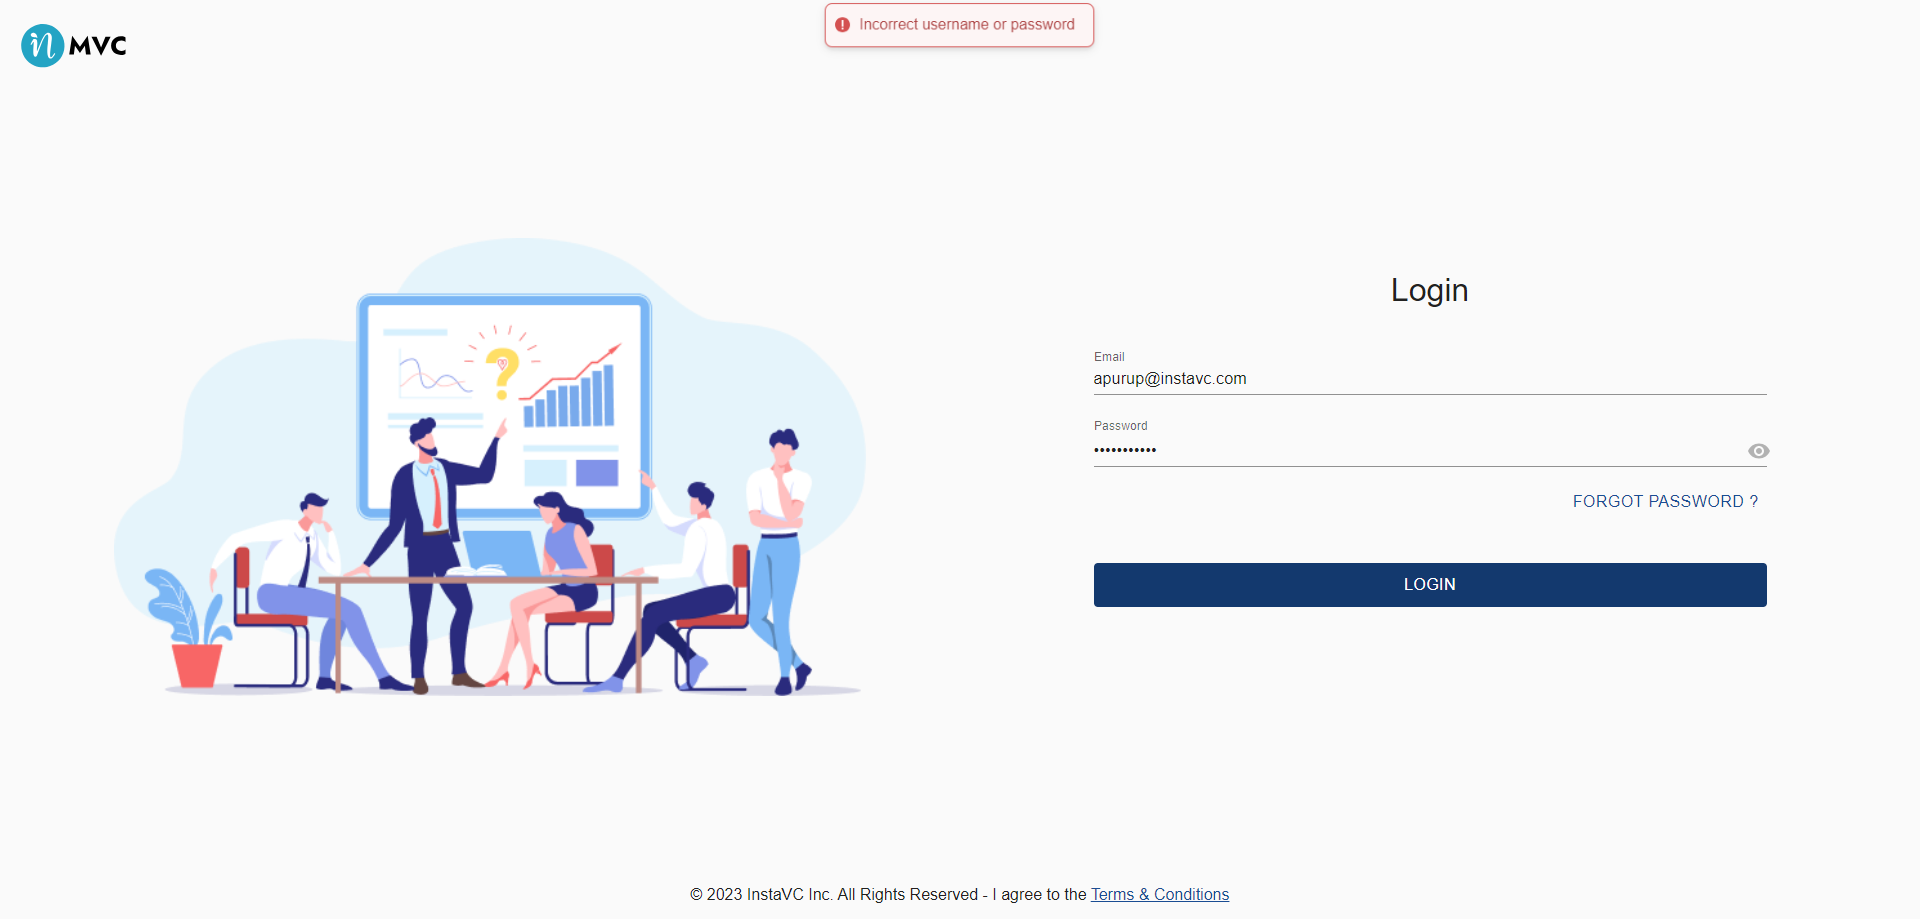 Incorrect username or password
in MVC
Login
Email
apurup@instavc.com
Password
•••••••••••
FORGOT PASSWORD ?
LOGIN
© 2023 InstaVC Inc. All Rights Reserved - I agree to the Terms & Conditions